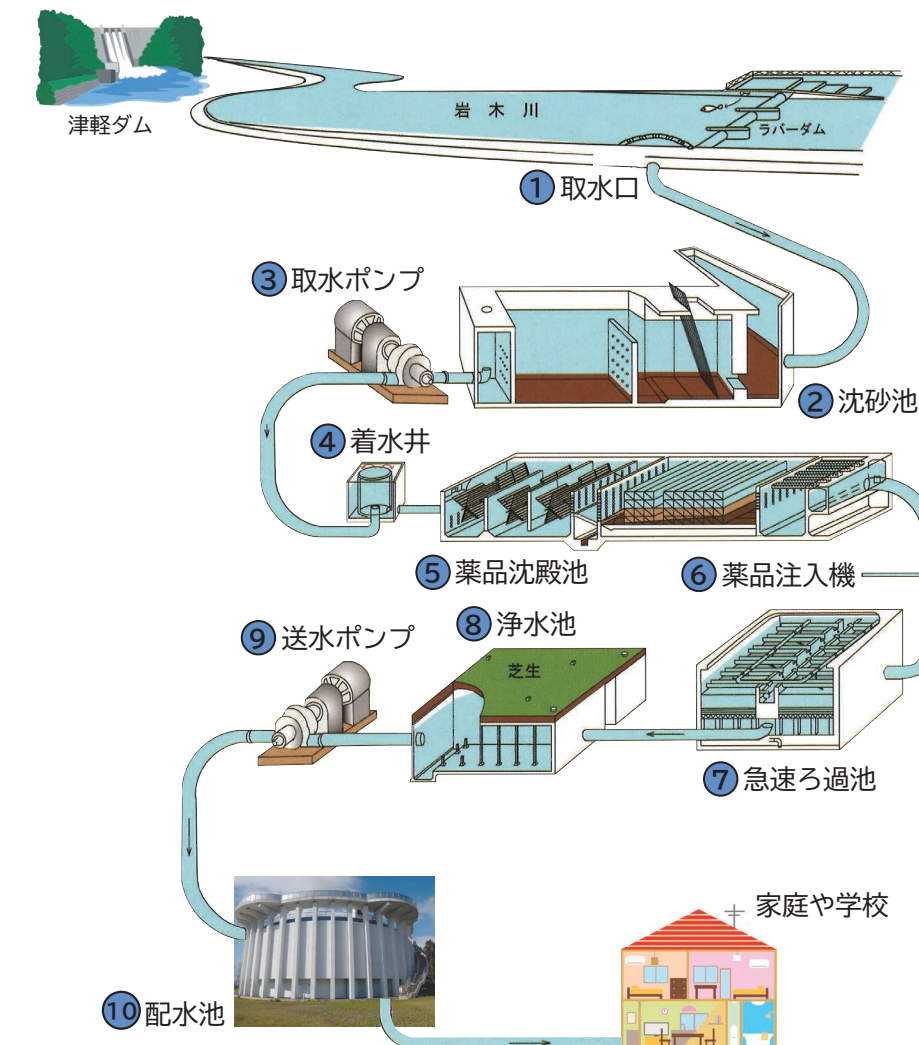 津軽ダム
岩木川
ラバーダム
1 取水口
3 取水ポンプ
2 沈砂池
4 着水井
5 薬品沈殿池
6 薬品注入機
9 送水ポンプ
8 浄水池
芝生
7 急速ろ過池
家庭や学校
10 配水池